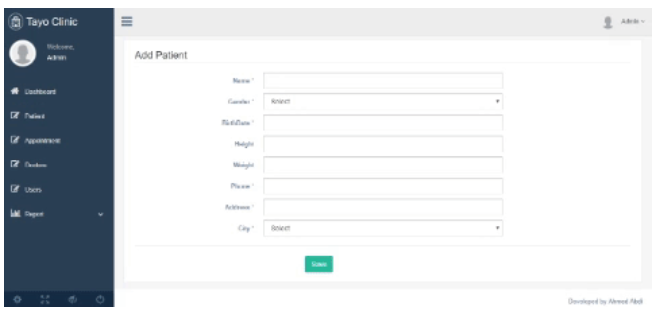 Tayo Clinic
Welcome,
Admin
Dashboard
Patient
Appointment
Doctors
Users
Report
Admin
Add Patient
Name *
Gender *
Select
BirthDate *
Height
Weight
Phone *
Address *
City *
Select
Save
Developed by Ahmed Abdi